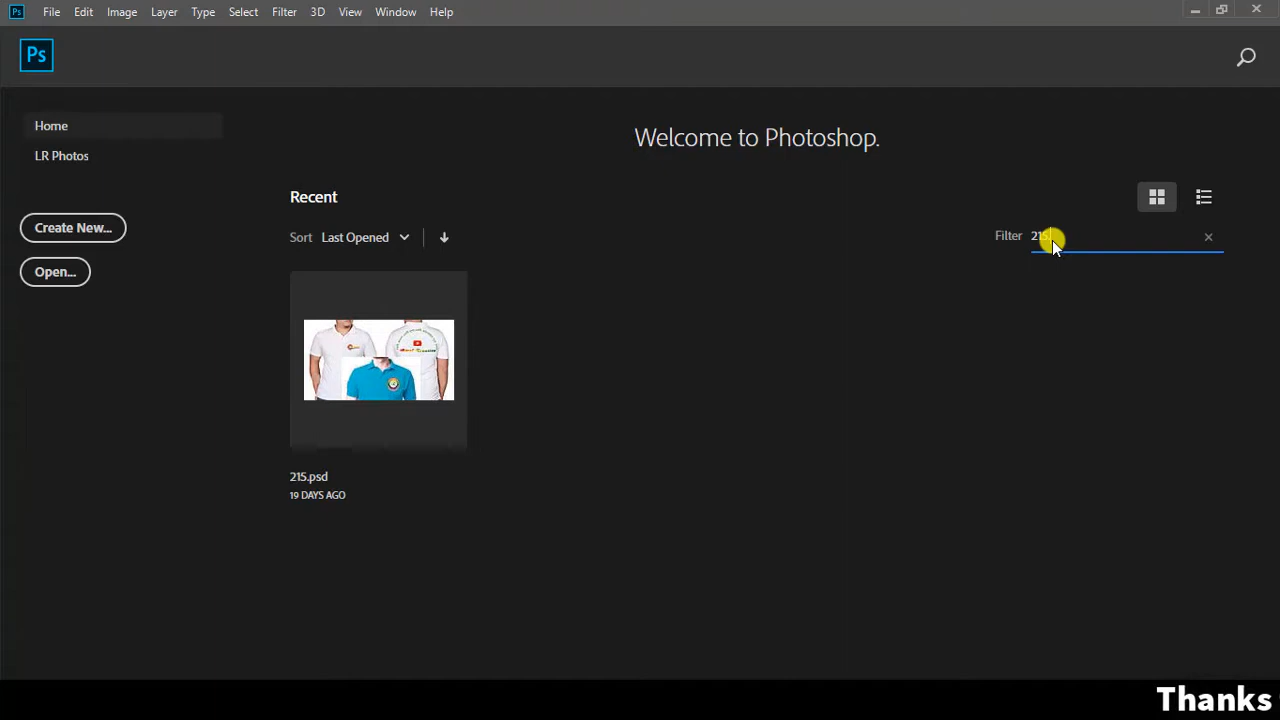 Ps File Edit Image Layer Type Select Filter 3D View Window Help
Ps
Home
LR Photos
Welcome to Photoshop.
Create New...
Open...
Recent
Sort Last Opened
Filter 215
215.psd
19 DAYS AGO
Thanks